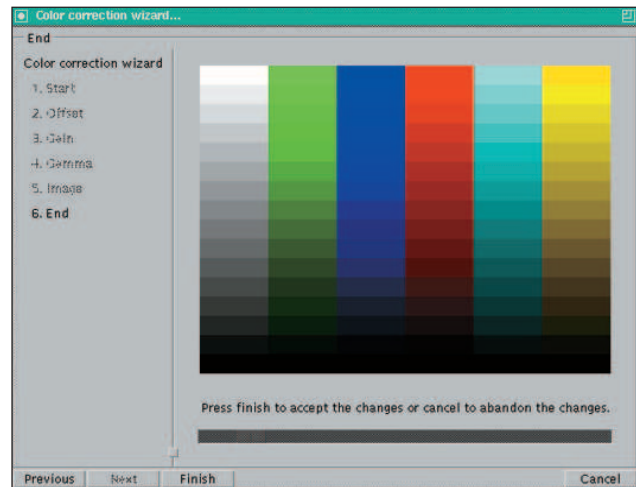 Color correction wizard...
End
Color correction wizard
1. Start
2. Offset
3. Gain
4. Gamma
5. Image
6. End
Press finish to accept the changes or cancel to abandon the changes.
Previous Next Finish Cancel